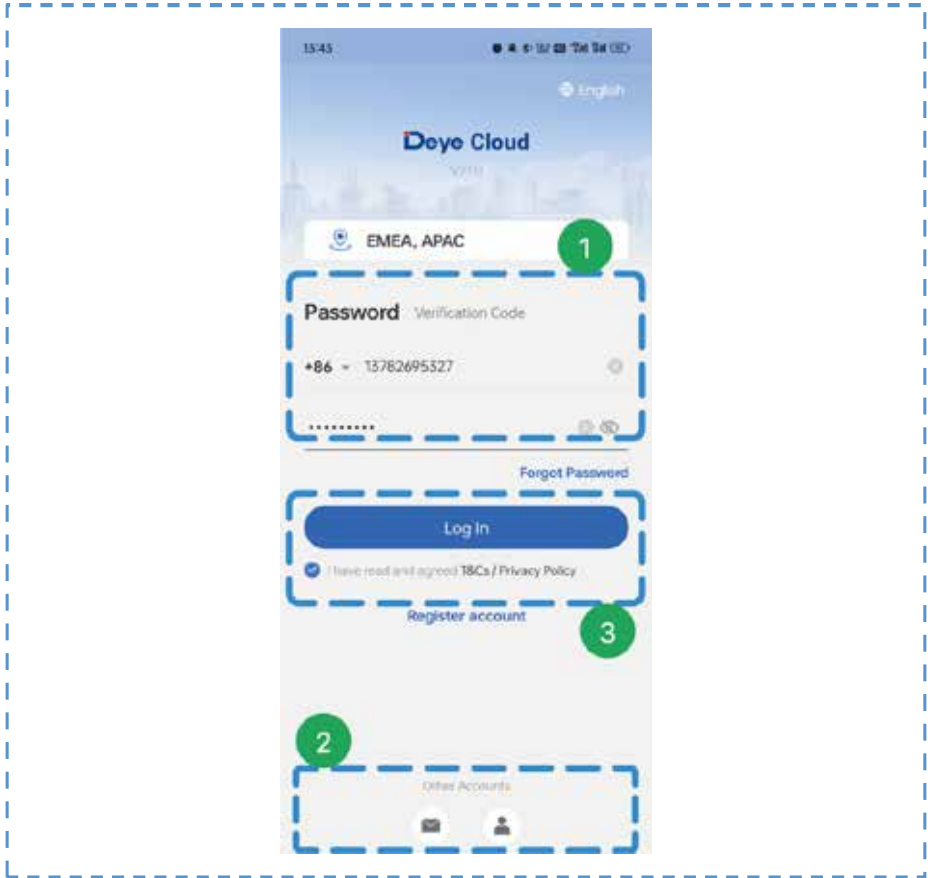 15:43
English
Deye Cloud
EMEA, APAC
1
Password Verification Code
+86 13782695327
•••••••••
Forgot Password
Log In
I have read and agreed T&Cs / Privacy Policy
Register account
3
2
Other Accounts